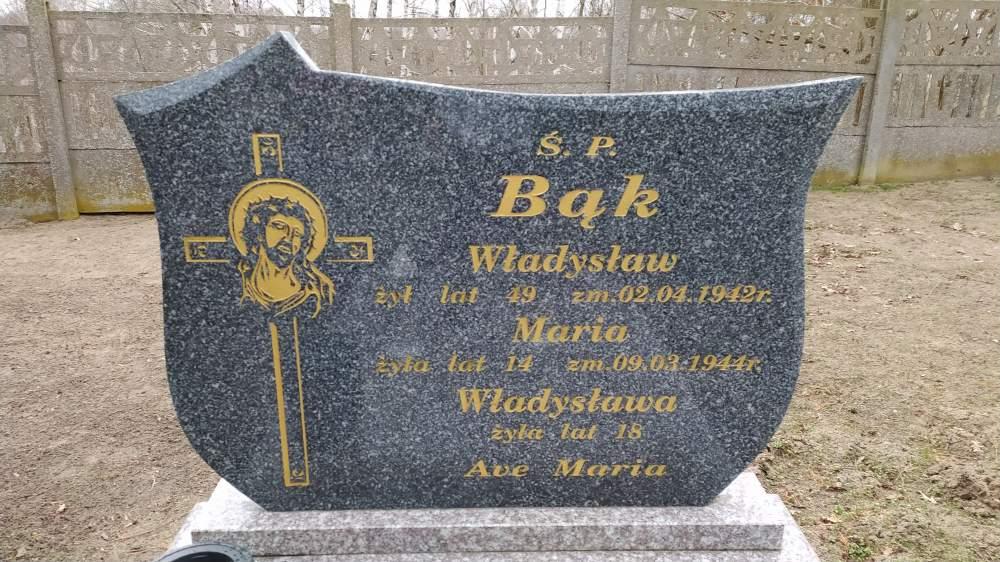 Ś. P.
Bąk
Władysław
żył lat 49 zm.02.04.1942r.
Maria
żyła lat 14 zm.09.03.1944r.
Władysława
żyła lat 18
Ave Maria